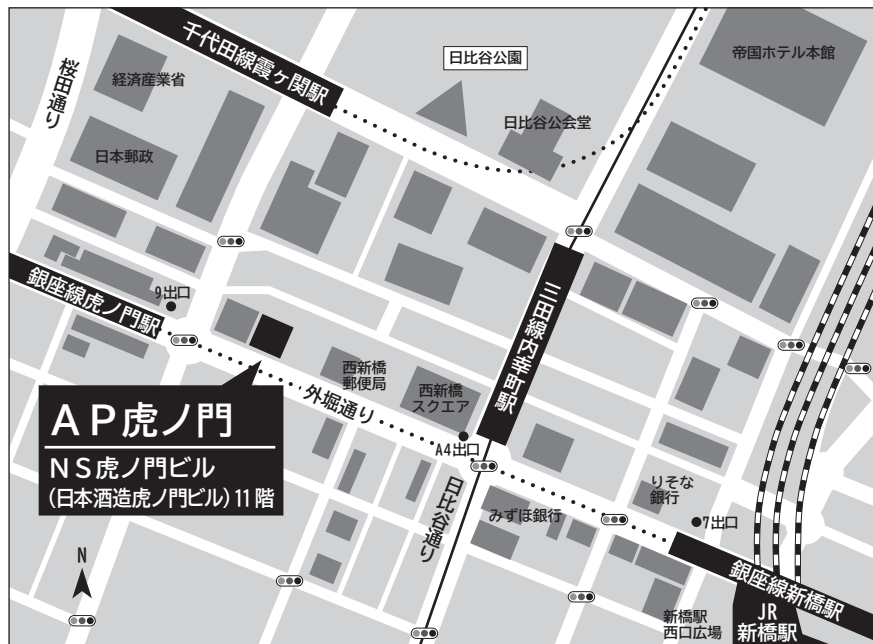 千代田線霞ヶ関駅
日比谷公園
帝国ホテル本館
桜田通り
経済産業省
日比谷公会堂
日本郵政
9出口
銀座線虎ノ門駅
三田線内幸町駅
西新橋
郵便局
外堀通り
西新橋
スクエア
AP虎ノ門
NS虎ノ門ビル
(日本酒造虎ノ門ビル)11階
A4出口
日比谷通り
みずほ銀行
りそな
銀行
7出口
N
銀座線新橋駅
新橋駅
西口広場
JR
新橋駅